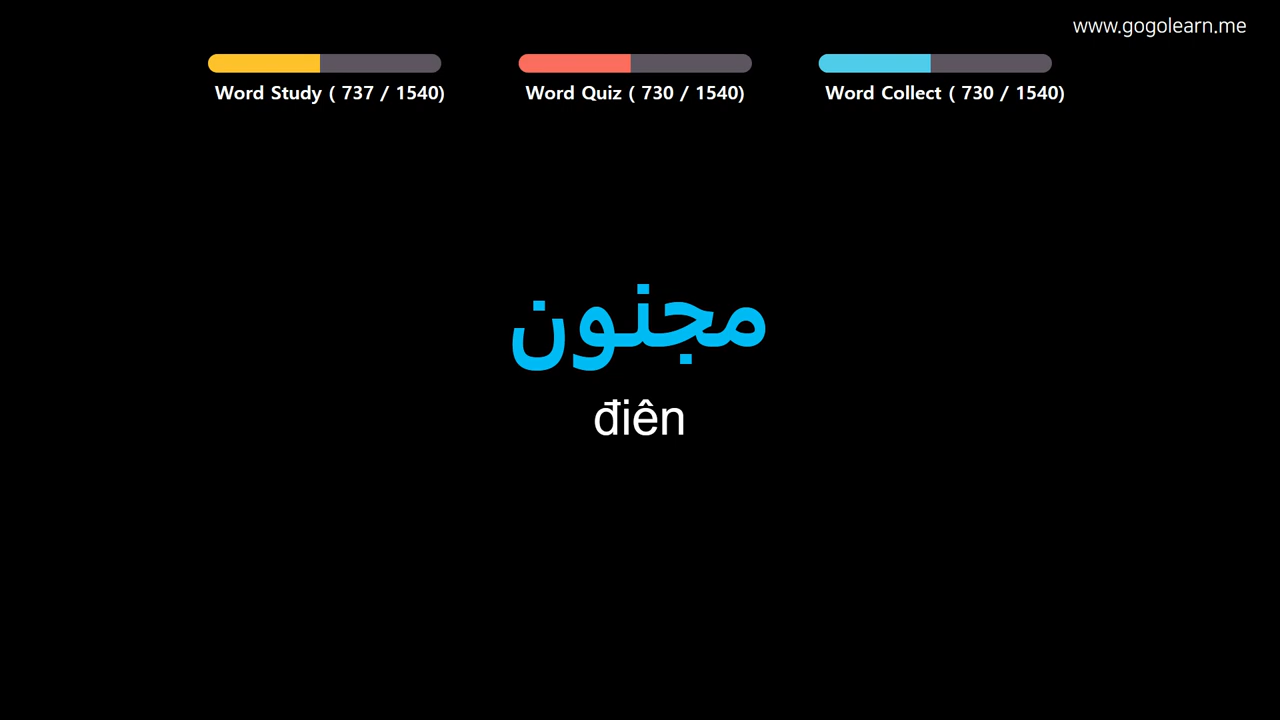 www.gogolearn.me
Word Study ( 737 / 1540)
Word Quiz ( 730 / 1540)
Word Collect ( 730 / 1540)
مجنون
điên